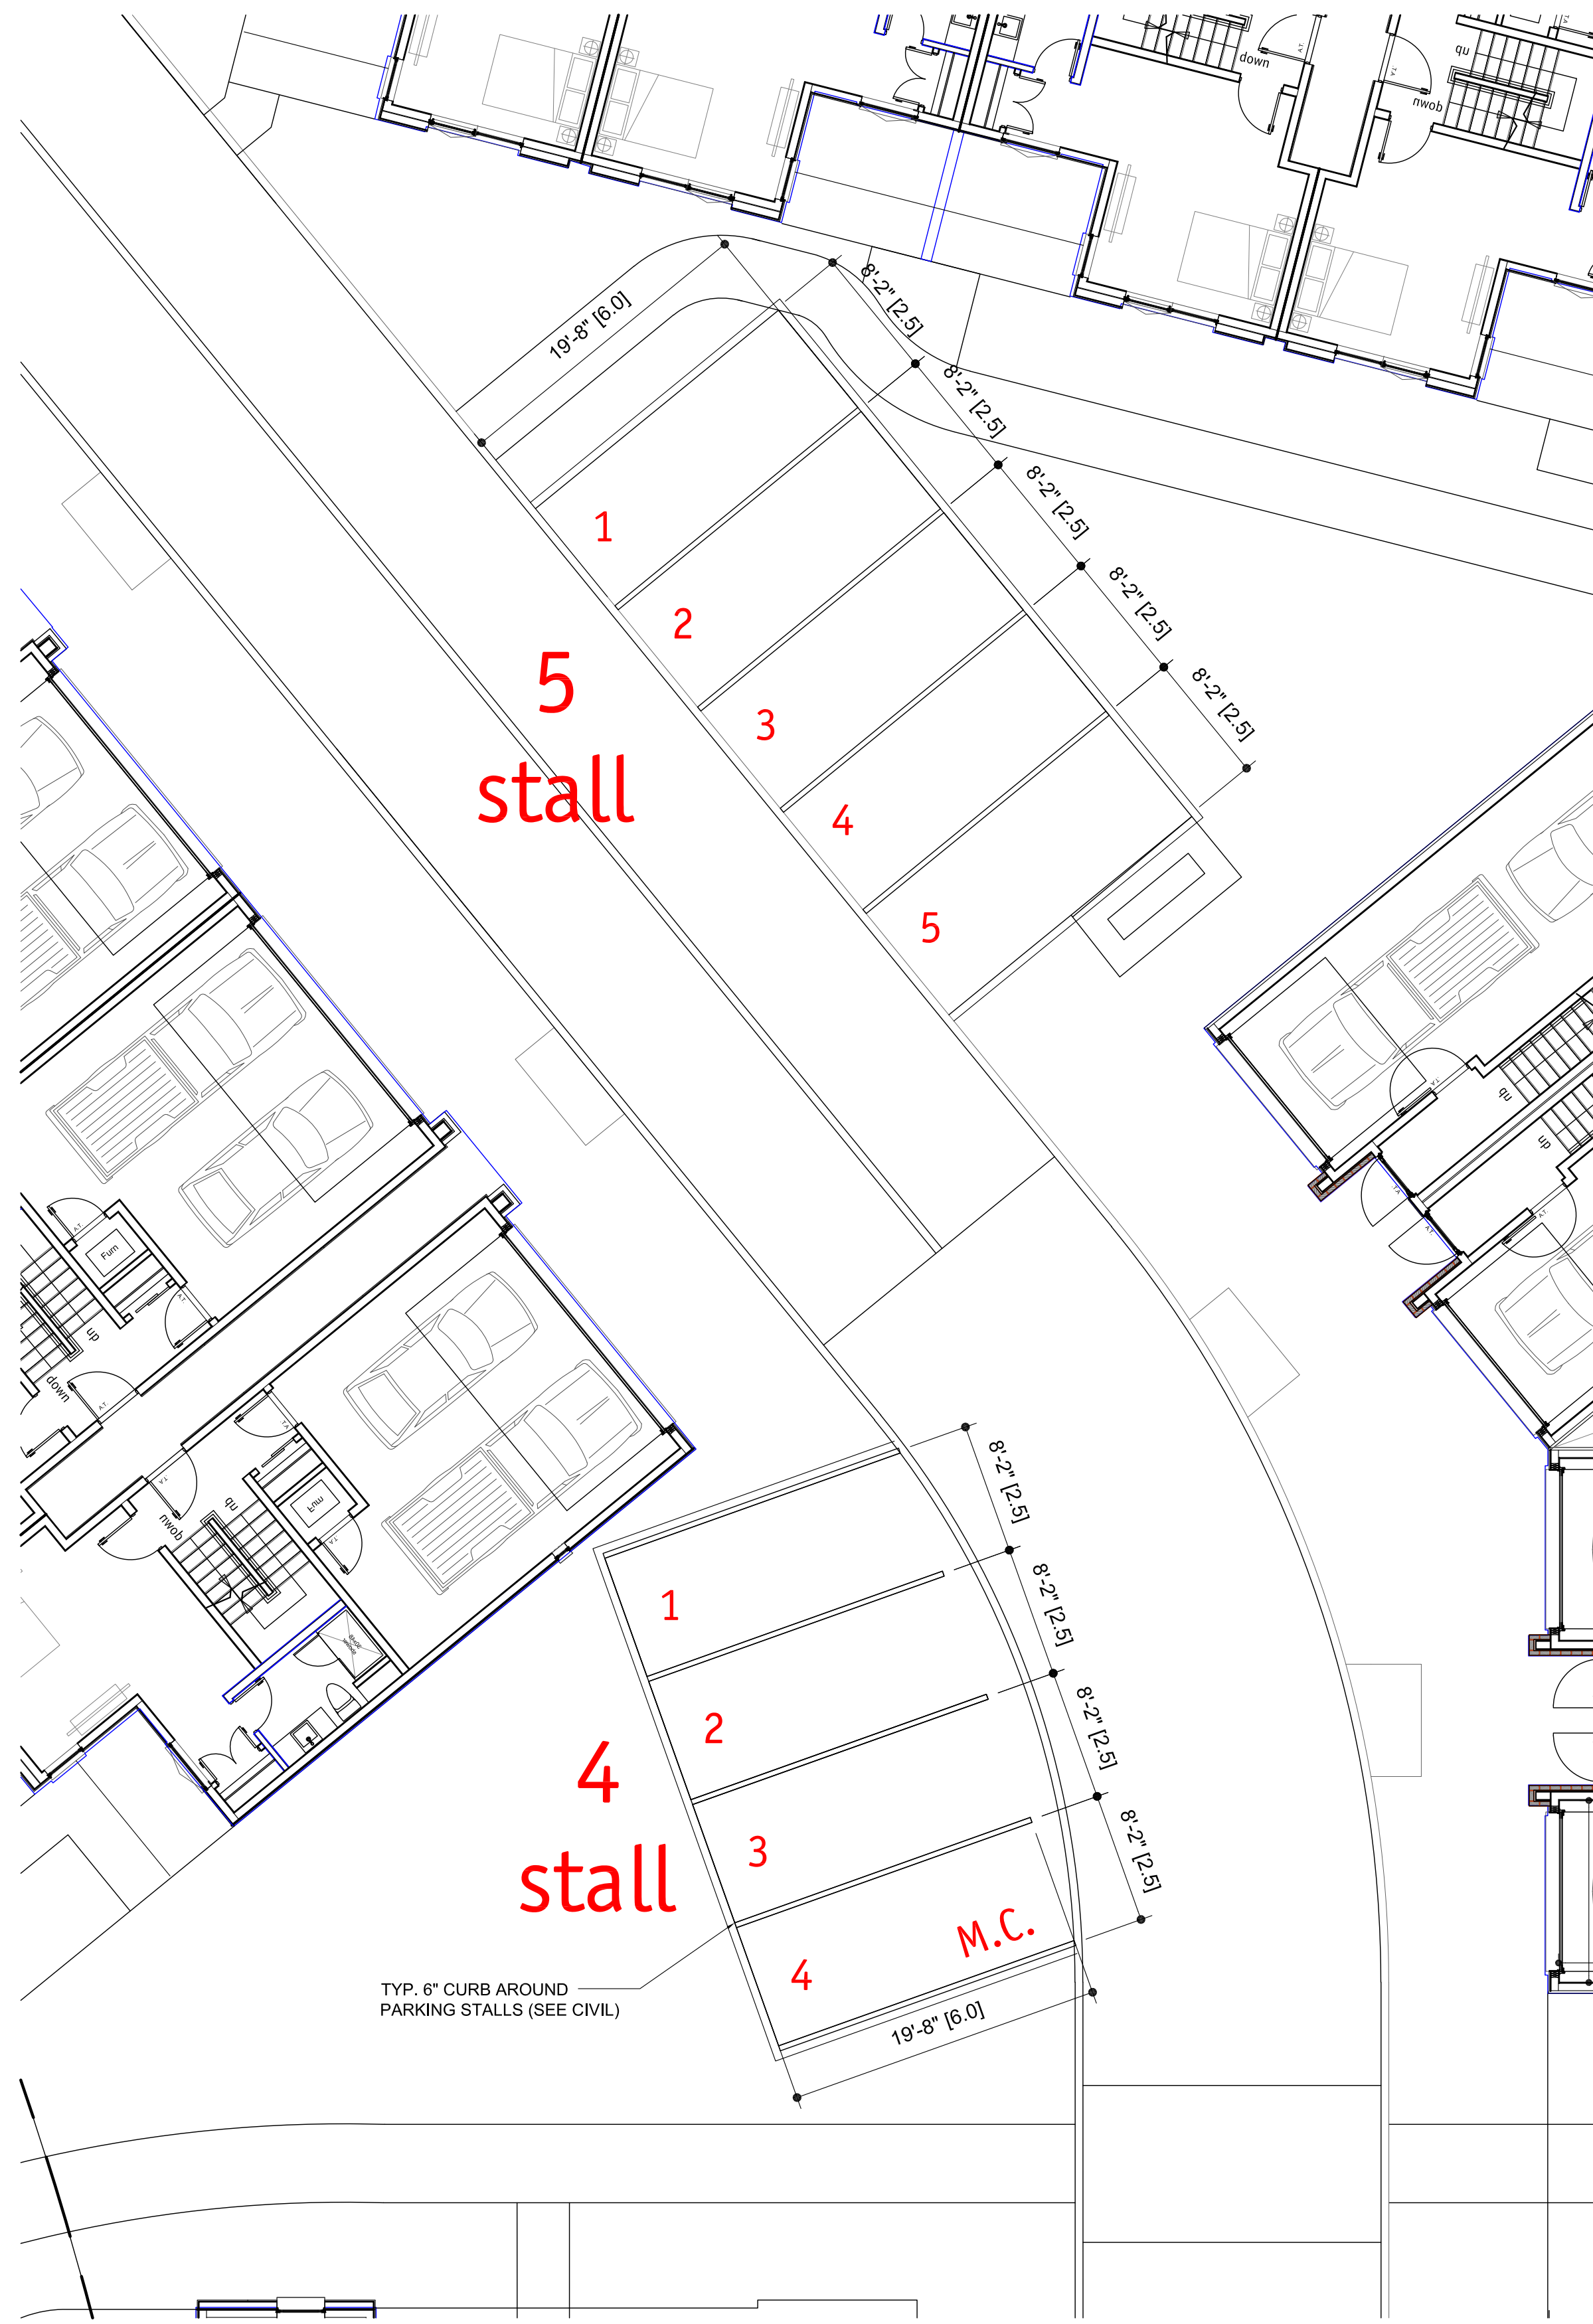 down
up
down
A.T.
A.T.
19'-8" [6.0]
8'-2" [2.5]
8'-2" [2.5]
8'-2" [2.5]
8'-2" [2.5]
8'-2" [2.5]
1
2
3
4
5
5
stall
up
up
A.T.
A.T.
A.T.
A.T.
Furn
A.T.
A.T.
up
down
A.T.
Furn
A.T.
A.T.
A.T.
up
down
8'-2" [2.5]
8'-2" [2.5]
8'-2" [2.5]
8'-2" [2.5]
1
2
3
4
M.C.
4
stall
TYP. 6" CURB AROUND
PARKING STALLS (SEE CIVIL)
19'-8" [6.0]